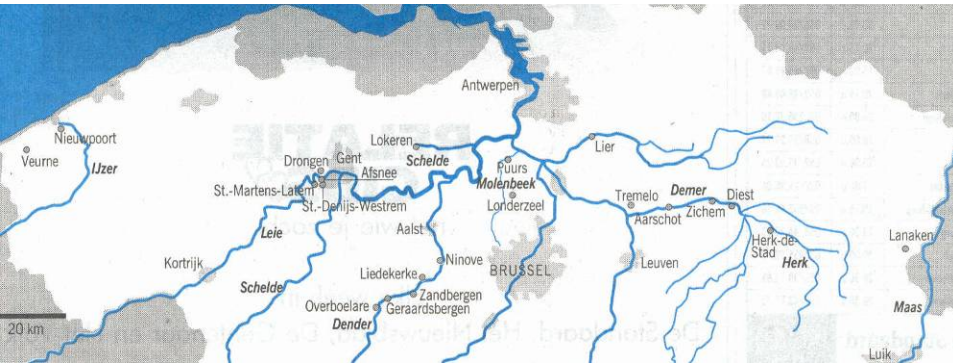 Antwerpen
Nieuwpoort
Veurne
IJzer
Lokeren
Schelde
Lier
Drongen
Gent
Afsnee
Puurs
Molenbeek
Londerzeel
St.-Martens-Latem
St.-Denijs-Westrem
Tremelo
Demer
Diest
Zichem
Aarschot
Leie
Aalst
Herk-de-
Stad
Herk
Lanaken
Kortrijk
Ninove
BRUSSEL
Leuven
Schelde
Liedekerke
Zandbergen
Overboelare
Geraardsbergen
Dender
Maas
20 km
Luik